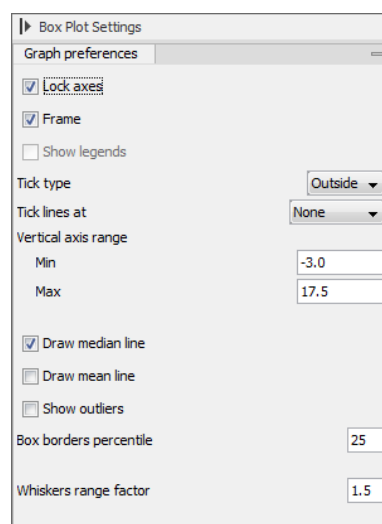 Box Plot Settings
Graph preferences
Lock axes
Frame
Show legends
Tick type Outside
Tick lines at None
Vertical axis range
Min -3.0
Max 17.5
Draw median line
Draw mean line
Show outliers
Box borders percentile 25
Whiskers range factor 1.5